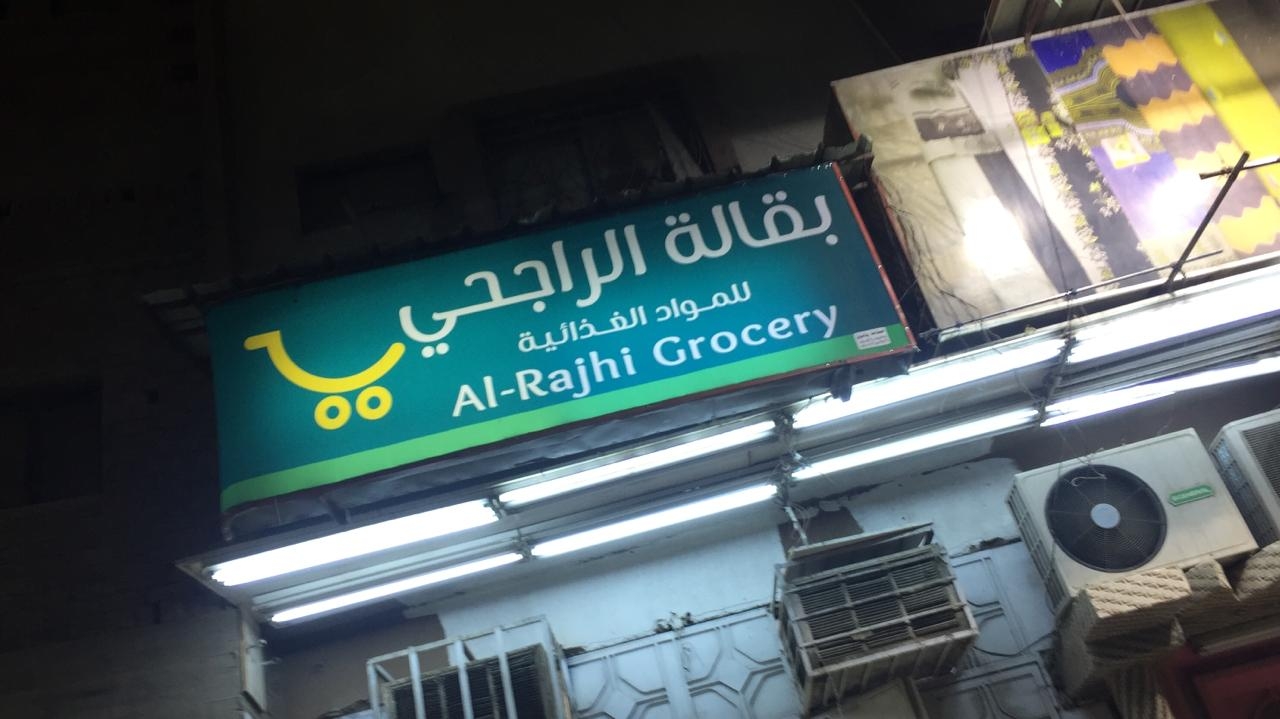 بقالة الراجحي
للمواد الغذائية
Al-Rajhi Grocery